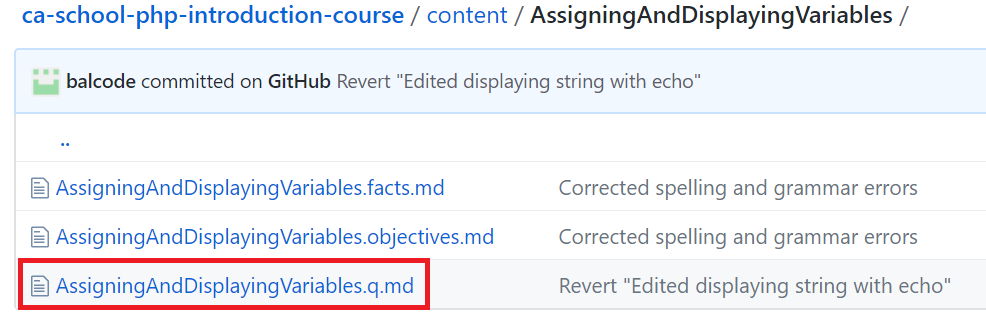 ca-school-php-introduction-course / content / AssigningAndDisplayingVariables /
balcode committed on GitHub Revert "Edited displaying string with echo"
..
AssigningAndDisplayingVariables.facts.md Corrected spelling and grammar errors
AssigningAndDisplayingVariables.objectives.md Corrected spelling and grammar errors
AssigningAndDisplayingVariables.q.md Revert "Edited displaying string with echo"